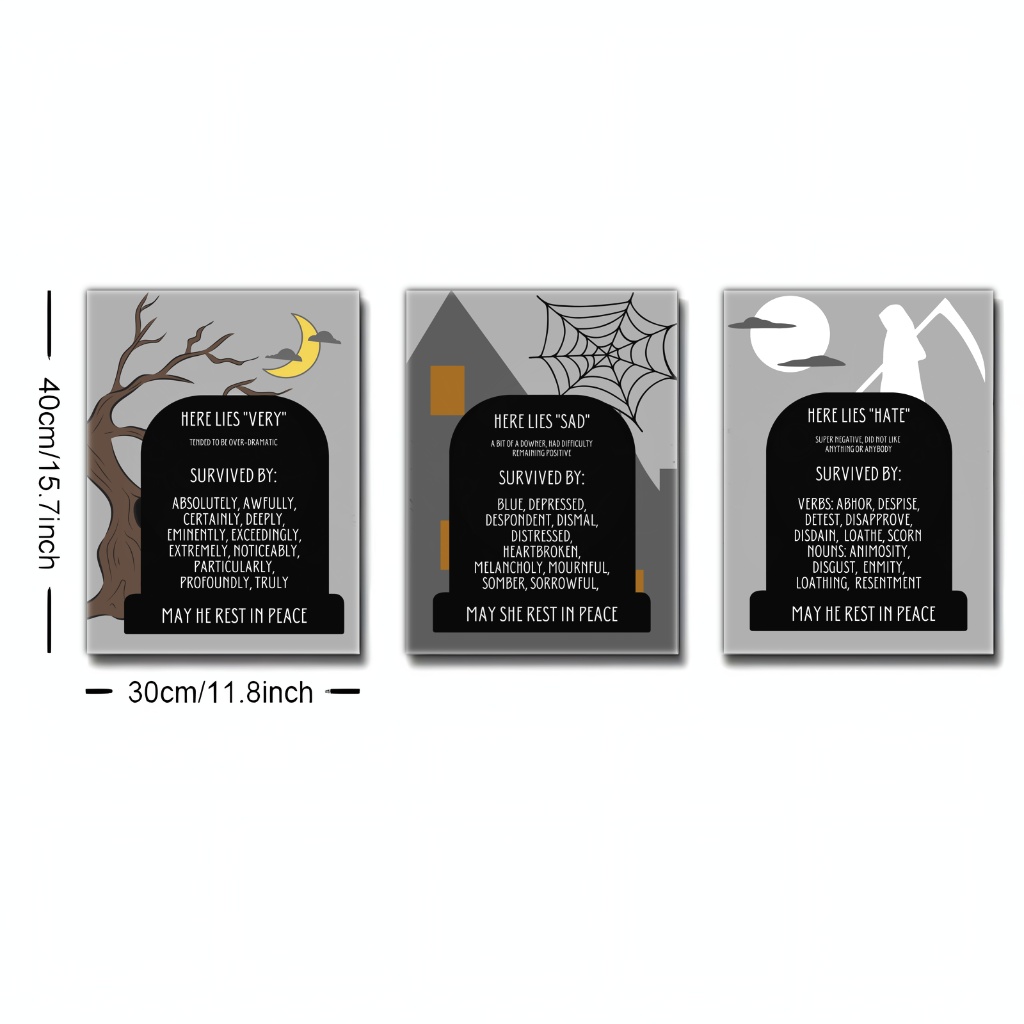 40cm/15.7inch
HERE LIES "VERY"
TENDED TO BE OVER-DRAMATIC
SURVIVED BY:
ABSOLUTELY, AWFULLY,
CERTAINLY, DEEPLY,
EMINENTLY, EXCEEDINGLY,
EXTREMELY, NOTICEABLY,
PARTICULARLY,
PROFOUNDLY, TRULY
MAY HE REST IN PEACE
HERE LIES "SAD"
A BIT OF A DOWNER, HAD DIFFICULTY
REMAINING POSITIVE
SURVIVED BY:
BLUE, DEPRESSED,
DESPONDENT, DISMAL,
DISTRESSED,
HEARTBROKEN,
MELANCHOLY, MOURNFUL,
SOMBER, SORROWFUL,
MAY SHE REST IN PEACE
HERE LIES "HATE"
SUPER NEGATIVE, DID NOT LIKE
ANYTHING OR ANYBODY
SURVIVED BY:
VERBS: ABHOR, DESPISE,
DETEST, DISAPPROVE,
DISDAIN, LOATHE, SCORN
NOUNS: ANIMOSITY,
DISGUST, ENMITY,
LOATHING, RESENTMENT
MAY HE REST IN PEACE
30cm/11.8inch